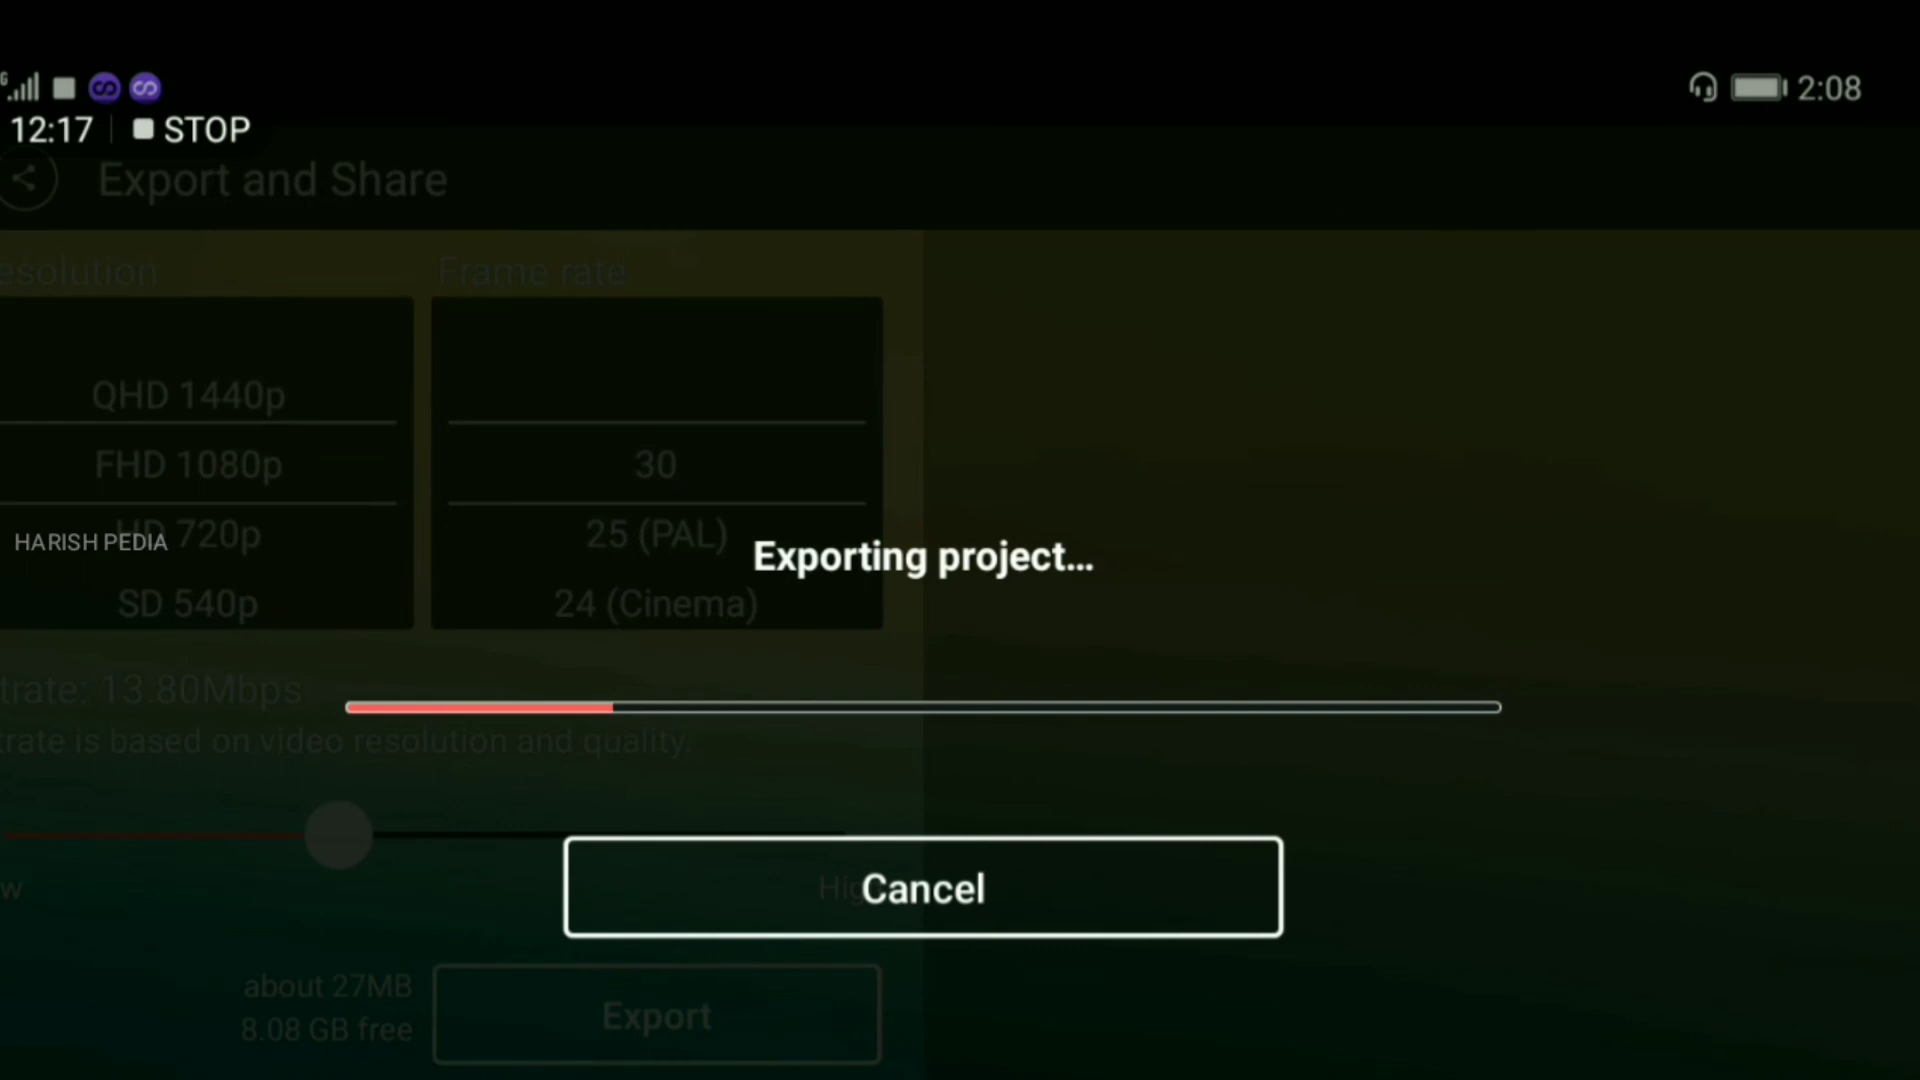 G
2:08
12:17 STOP
Export and Share
esolution
Frame rate
QHD 1440p
FHD 1080p
30
HD 720p
25 (PAL)
HARISH PEDIA
Exporting project...
SD 540p
24 (Cinema)
trate: 13.80Mbps
trate is based on video resolution and quality.
w
Hig
Cancel
about 27MB
8.08 GB free
Export